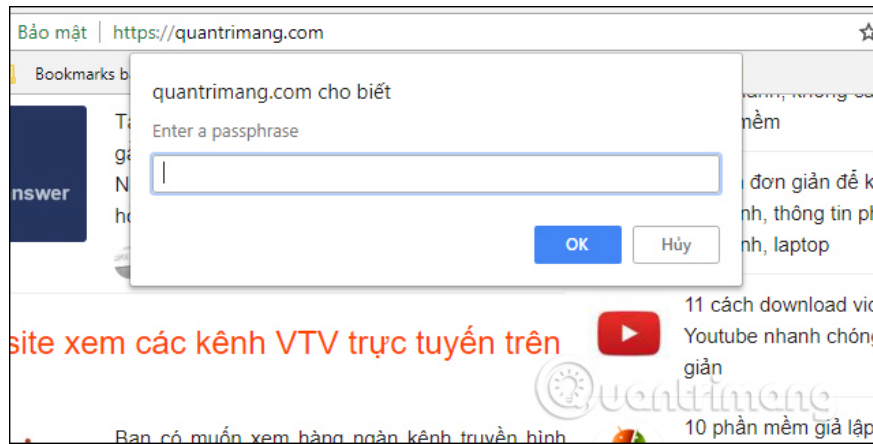 Bảo mật | https://quantrimang.com
Bookmarks b
quantrimang.com cho biết
Enter a passphrase
OK Hủy
nswer
N
mềm
đơn giản để k
nh, thông tin ph
nh, laptop
11 cách download vid
Youtube nhanh chóng
giản
site xem các kênh VTV trực tuyến trên
Quantrimang
10 phần mềm giả lập
Bạn có muốn xem hàng ngàn kênh truyền hình